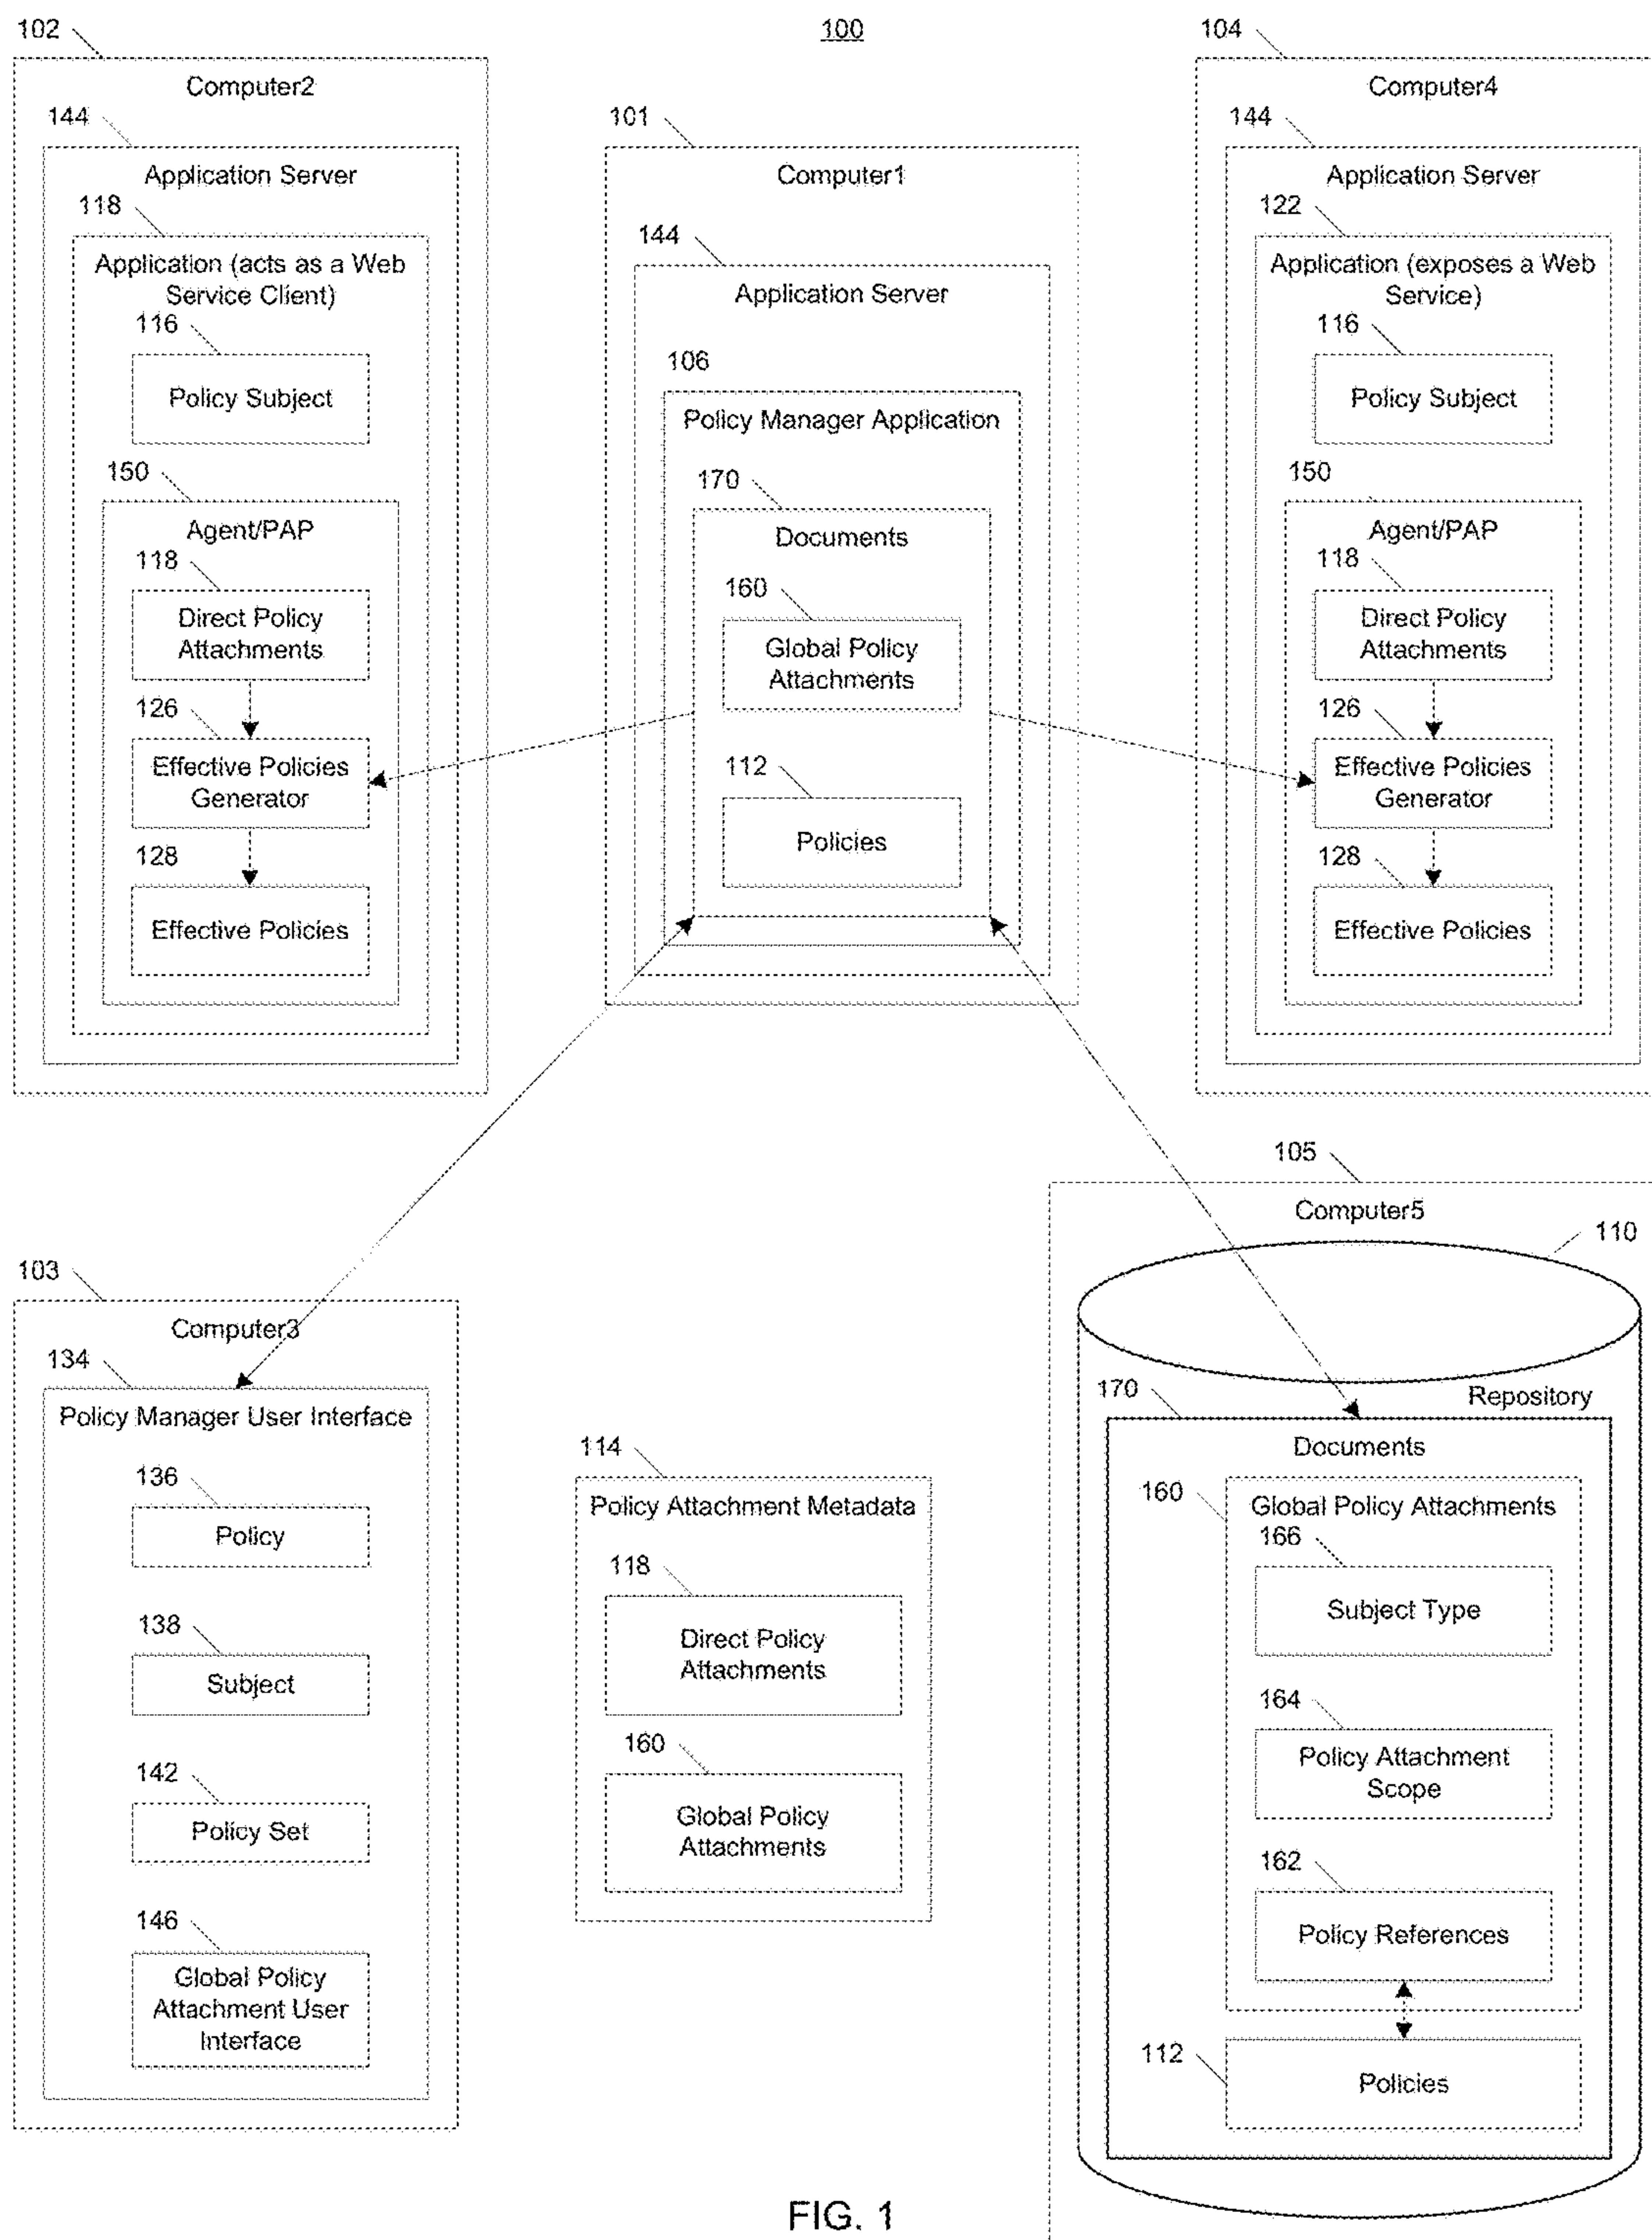 100
102
Computer2
144
Application Server
118
Application (acts as a Web
Service Client)
116
Policy Subject
150
Agent/PAP
118
Direct Policy
Attachments
126
Effective Policies
Generator
128
Effective Policies
101
Computer1
144
Application Server
106
Policy Manager Application
170
Documents
160
Global Policy
Attachments
112
Policies
104
Computer4
144
Application Server
122
Application (exposes a Web
Service)
116
Policy Subject
150
Agent/PAP
118
Direct Policy
Attachments
126
Effective Policies
Generator
128
Effective Policies
103
Computer3
134
Policy Manager User Interface
136
Policy
138
Subject
142
Policy Set
146
Global Policy
Attachment User
Interface
114
Policy Attachment Metadata
118
Direct Policy
Attachments
160
Global Policy
Attachments
105
Computer5
110
Repository
170
Documents
160
Global Policy Attachments
166
Subject Type
164
Policy Attachment
Scope
162
Policy References
112
Policies
FIG. 1